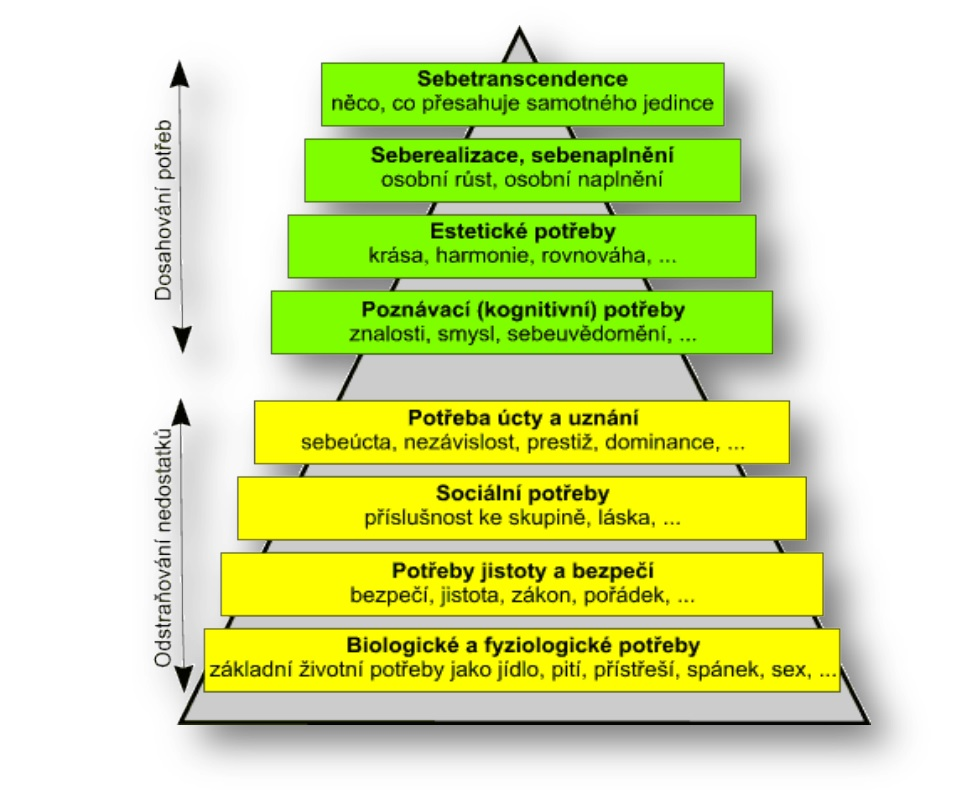 Sebetranscendence
něco, co přesahuje samotného jedince
Seberealizace, sebenaplnění
osobní růst, osobní naplnění
Estetické potřeby
krása, harmonie, rovnováha, ...
Poznávací (kognitivní) potřeby
znalosti, smysl, sebeuvědomění, ...
Dosahování potřeb
Potřeba úcty a uznání
sebeúcta, nezávislost, prestiž, dominance, ...
Sociální potřeby
příslušnost ke skupině, láska, ...
Potřeby jistoty a bezpečí
bezpečí, jistota, zákon, pořádek, ...
Biologické a fyziologické potřeby
základní životní potřeby jako jídlo, pití, přístřeší, spánek, sex, ...
Odstraňování nedostatků